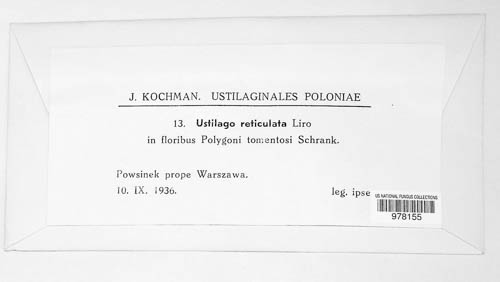 J. KOCHMAN. USTILAGINALES POLONIAE
13. Ustilago reticulata Liro
in floribus Polygoni tomentosi Schrank.
Powsinek prope Warszawa.
10. IX. 1936.
leg. ipse
US NATIONAL FUNGUS COLLECTIONS
978155